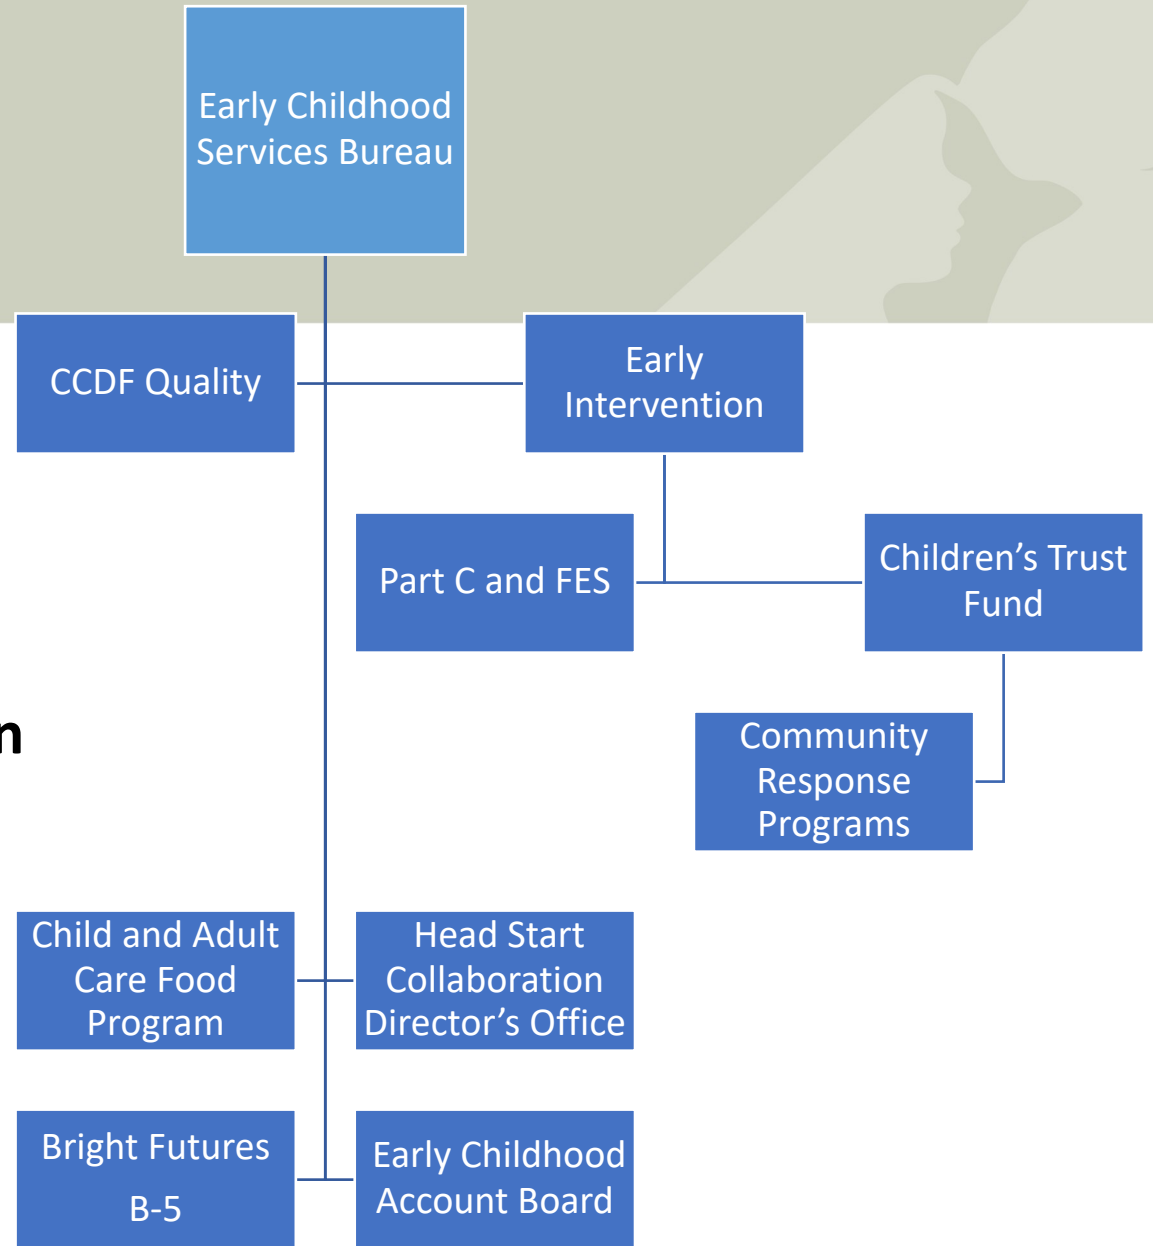 Early Childhood
Services Bureau
CCDF Quality
Early
Intervention
Part C and FES
Children’s Trust
Fund
n
Community
Response
Programs
Child and Adult
Care Food
Program
Head Start
Collaboration
Director’s Office
Bright Futures
B-5
Early Childhood
Account Board